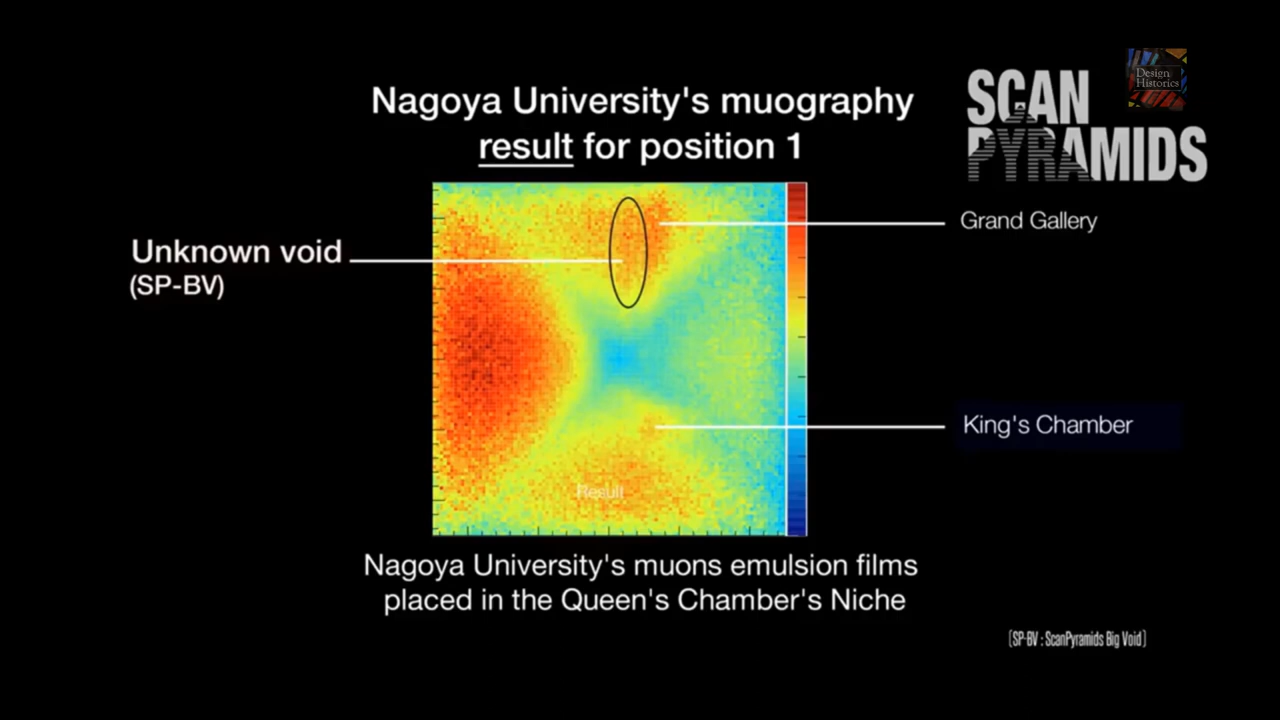 Nagoya University's muography
result for position 1
SCAN
PYRAMIDS
Design
Historics
Grand Gallery
Unknown void
(SP-BV)
King's Chamber
Result
Nagoya University's muons emulsion films
placed in the Queen's Chamber's Niche
(SP-BV : ScanPyramids Big Void)